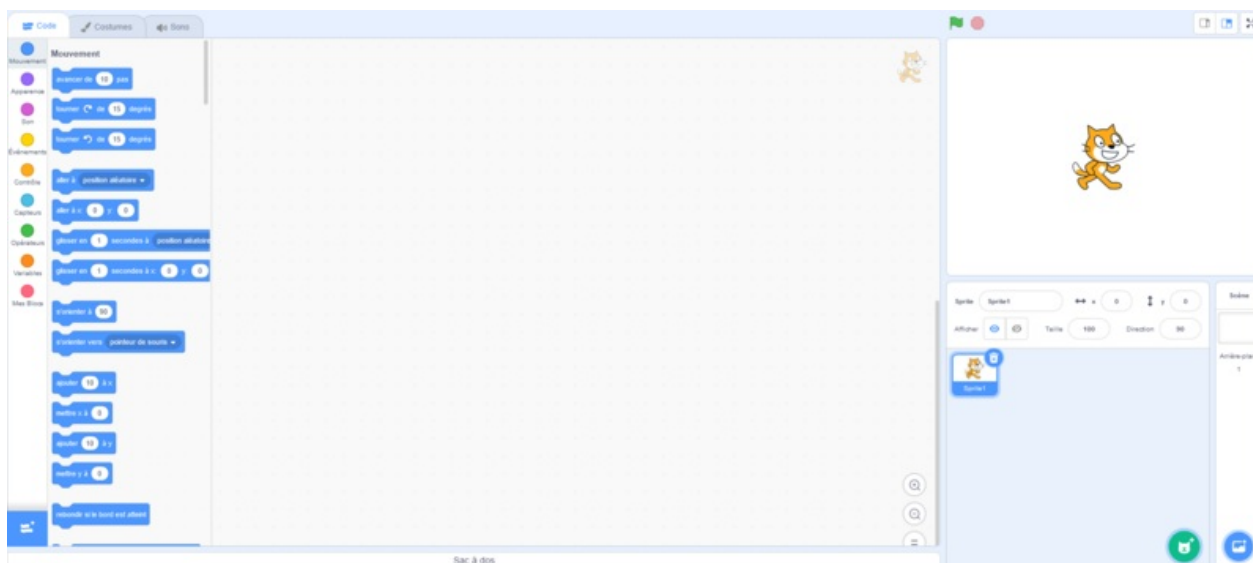 Code Costumes Sons
Mouvement
Mouvement
avancer de 10 pas
Apparence
tourner de 15 degrés
Son
tourner de 15 degrés
Événements
Contrôle
aller à position aléatoire
Capteurs
aller à x: 0 y: 0
Opérateurs
glisser en 1 secondes à position aléatoire
Variables
glisser en 1 secondes à x: 0 y: 0
Mes Blocs
s'orienter à 90
s'orienter vers pointeur de souris
ajouter 10 à x
mettre x à 0
ajouter 10 à y
mettre y à 0
rebondir si le bord est atteint
Sac à dos
Sprite Sprite1 x 0 y 0
Afficher Taille 100 Direction 90
Sprite1
Scène
Arrière-pla
1